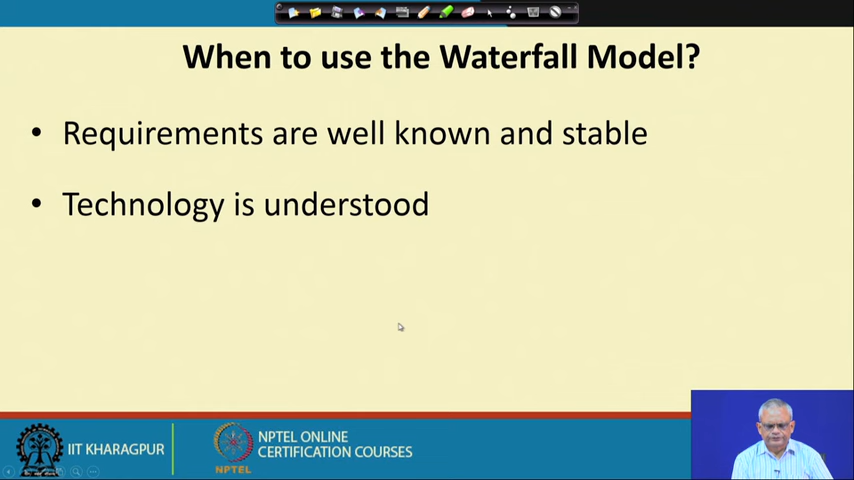 When to use the Waterfall Model?
• Requirements are well known and stable
• Technology is understood
IIT KHARAGPUR
NPTEL ONLINE
CERTIFICATION COURSES
NPTEL